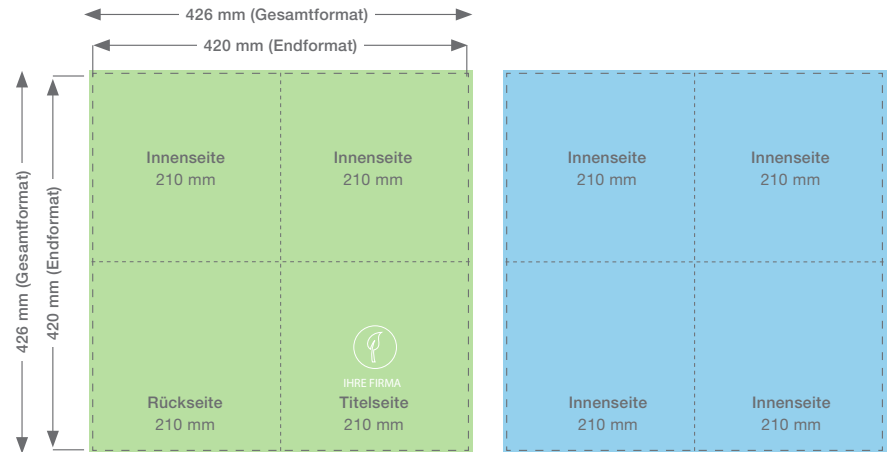 426 mm (Gesamtformat)
420 mm (Endformat)
426 mm (Gesamtformat)
420 mm (Endformat)
Innenseite
210 mm
Innenseite
210 mm
IHRE FIRMA
Rückseite
210 mm
Titelseite
210 mm
Innenseite
210 mm
Innenseite
210 mm
Innenseite
210 mm
Innenseite
210 mm